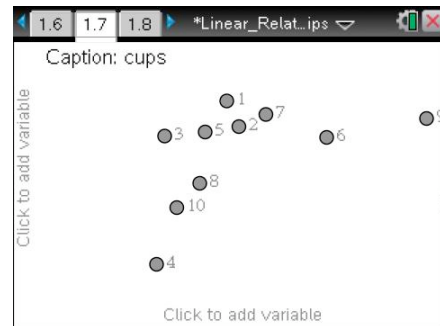 1.6 1.7 1.8 *Linear_Relat...ips
Caption: cups
1
7
2
5
3
6
9
8
10
4
Click to add variable
Click to add variable